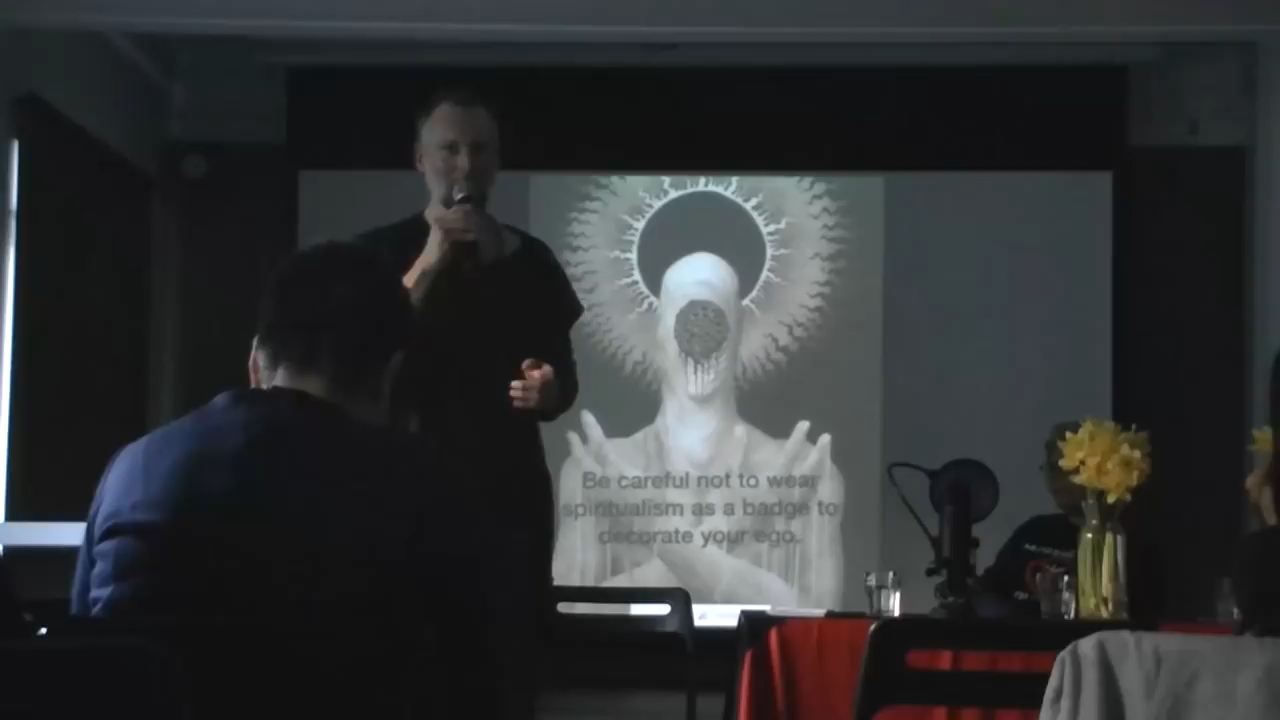 Be careful not to wear
spiritualism as a badge to
decorate your ego.